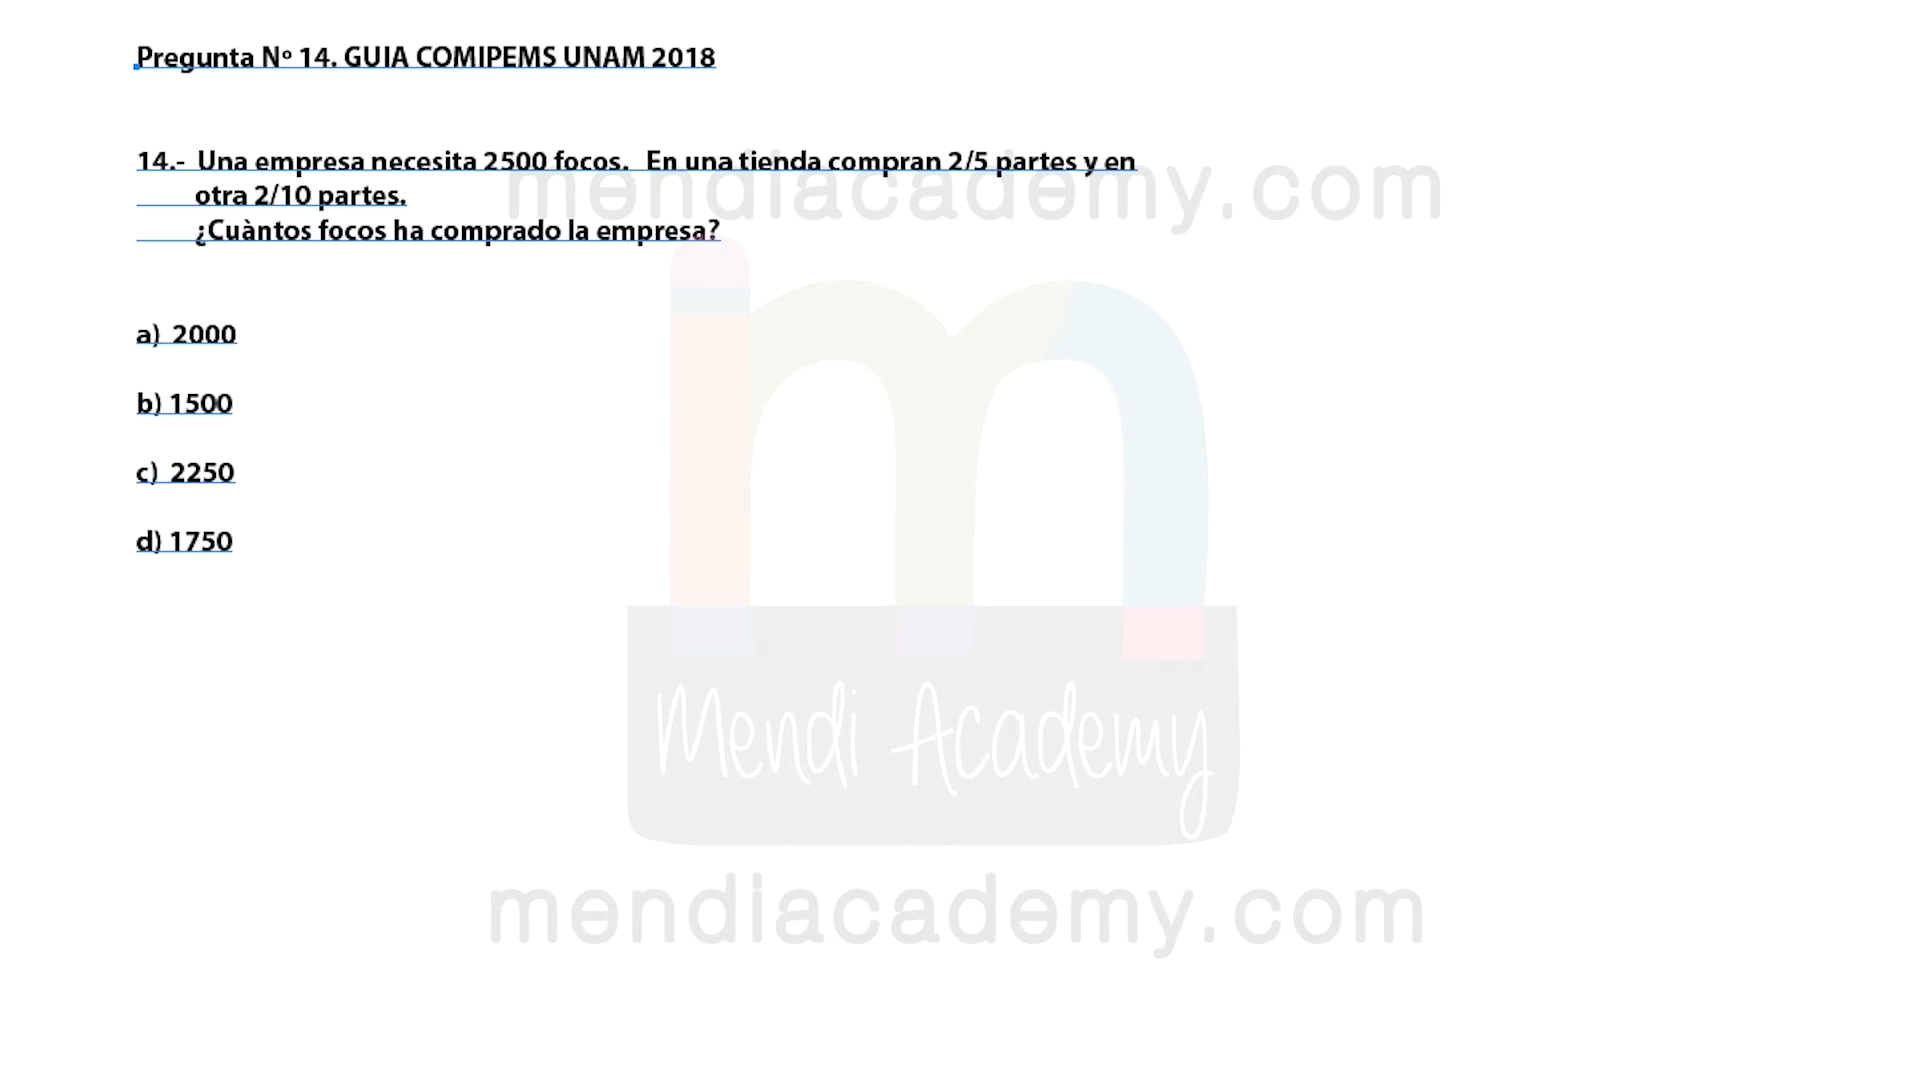 Pregunta Nº 14. GUIA COMIPEMS UNAM 2018
14.- Una empresa necesita 2500 focos. En una tienda compran 2/5 partes y en
otra 2/10 partes.
¿Cuàntos focos ha comprado la empresa?
mendiacademy.com
a) 2000
b) 1500
c) 2250
d) 1750
Mendi Academy
mendiacademy.com